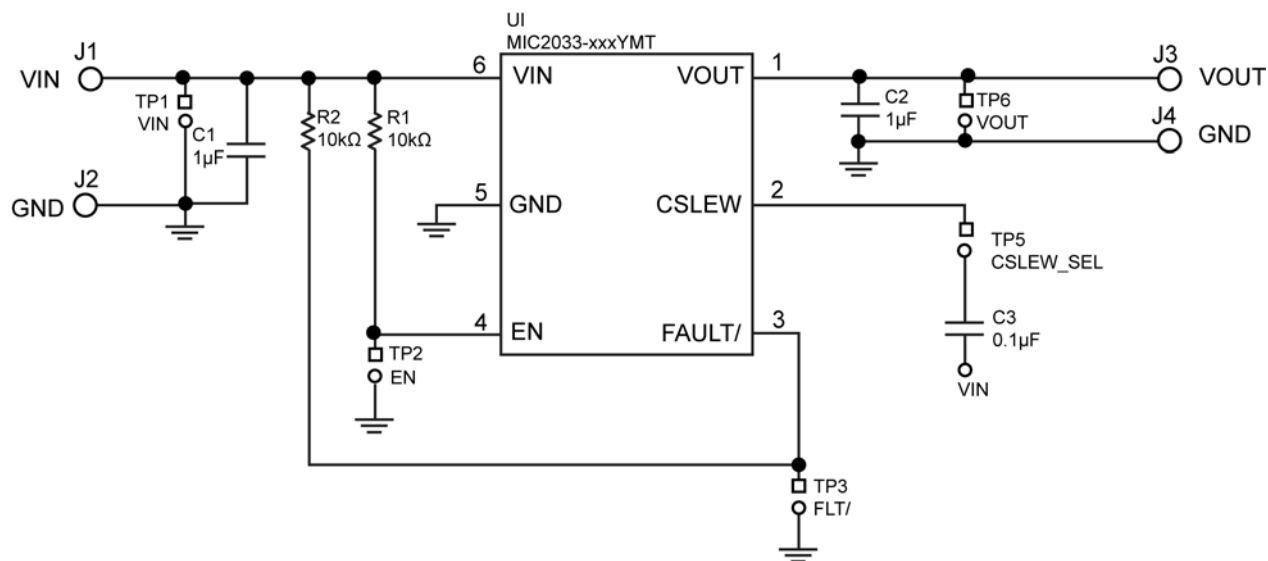 UI
MIC2033-xxxYMT
J1
VIN
TP1
VIN
C1
1µF
J2
GND
R2
10kΩ
R1
10kΩ
6
VIN
VOUT
1
5
GND
CSLEW
2
4
EN
FAULT/
3
TP2
EN
C2
1µF
TP6
VOUT
J3
VOUT
J4
GND
TP5
CSLEW_SEL
C3
0.1µF
VIN
TP3
FLT/